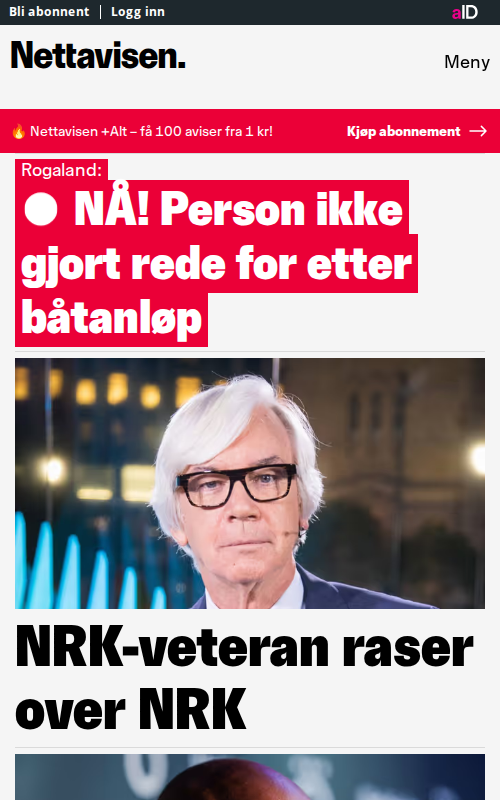 Bli abonnent | Logg inn
aID
Nettavisen.
Meny
🔥 Nettavisen +Alt – få 100 aviser fra 1 kr!
Kjøp abonnement →
Rogaland:
NÅ! Person ikke
gjort rede for etter
båtanløp
NRK-veteran raser
over NRK